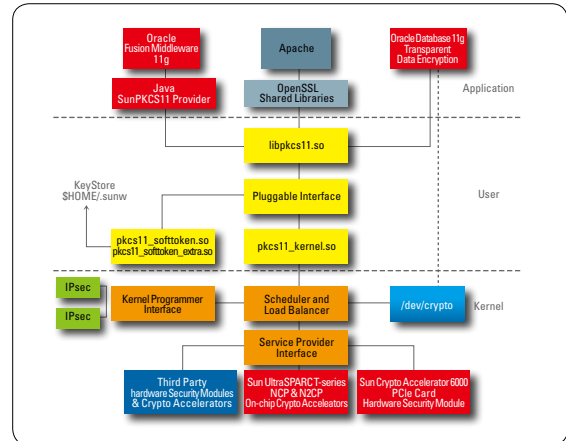 Oracle
Fusion Middleware
11g
Apache
Oracle Database 11g
Transparent
Data Encryption
Java
SunPKCS11 Provider
OpenSSL
Shared Libraries
Application
libpkcs11.so
KeyStore
$HOME/.sunw
Pluggable Interface
User
pkcs11_softtoken.so
pkcs11_softtoken_extra.so
pkcs11_kernel.so
IPsec
IPsec
Kernel Programmer
Interface
Scheduler and
Load Balancer
/dev/crypto
Kernel
Service Provider
Interface
Third Party
hardware Security Modules
& Crypto Accelerators
Sun UltraSPARC T-series
NCP & N2CP
On-chip Crypto Acceleators
Sun Crypto Accelerator 6000
PCIe Card
Hardware Security Module